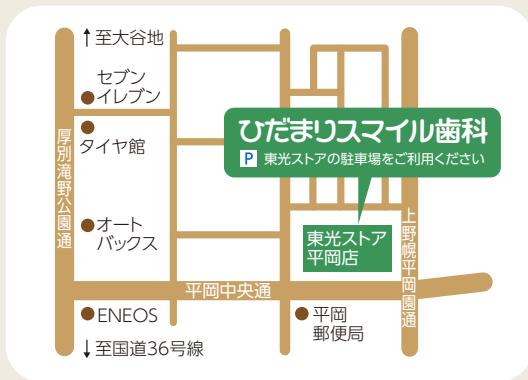 ↑至大谷地
セブン
イレブン
タイヤ館
厚別滝野公園通
オート
バックス
ひだまりスマイル歯科
P 東光ストアの駐車場をご利用ください
東光ストア
平岡店
上野幌平岡園通
平岡中央通
ENEOS
平岡
郵便局
↓至国道36号線